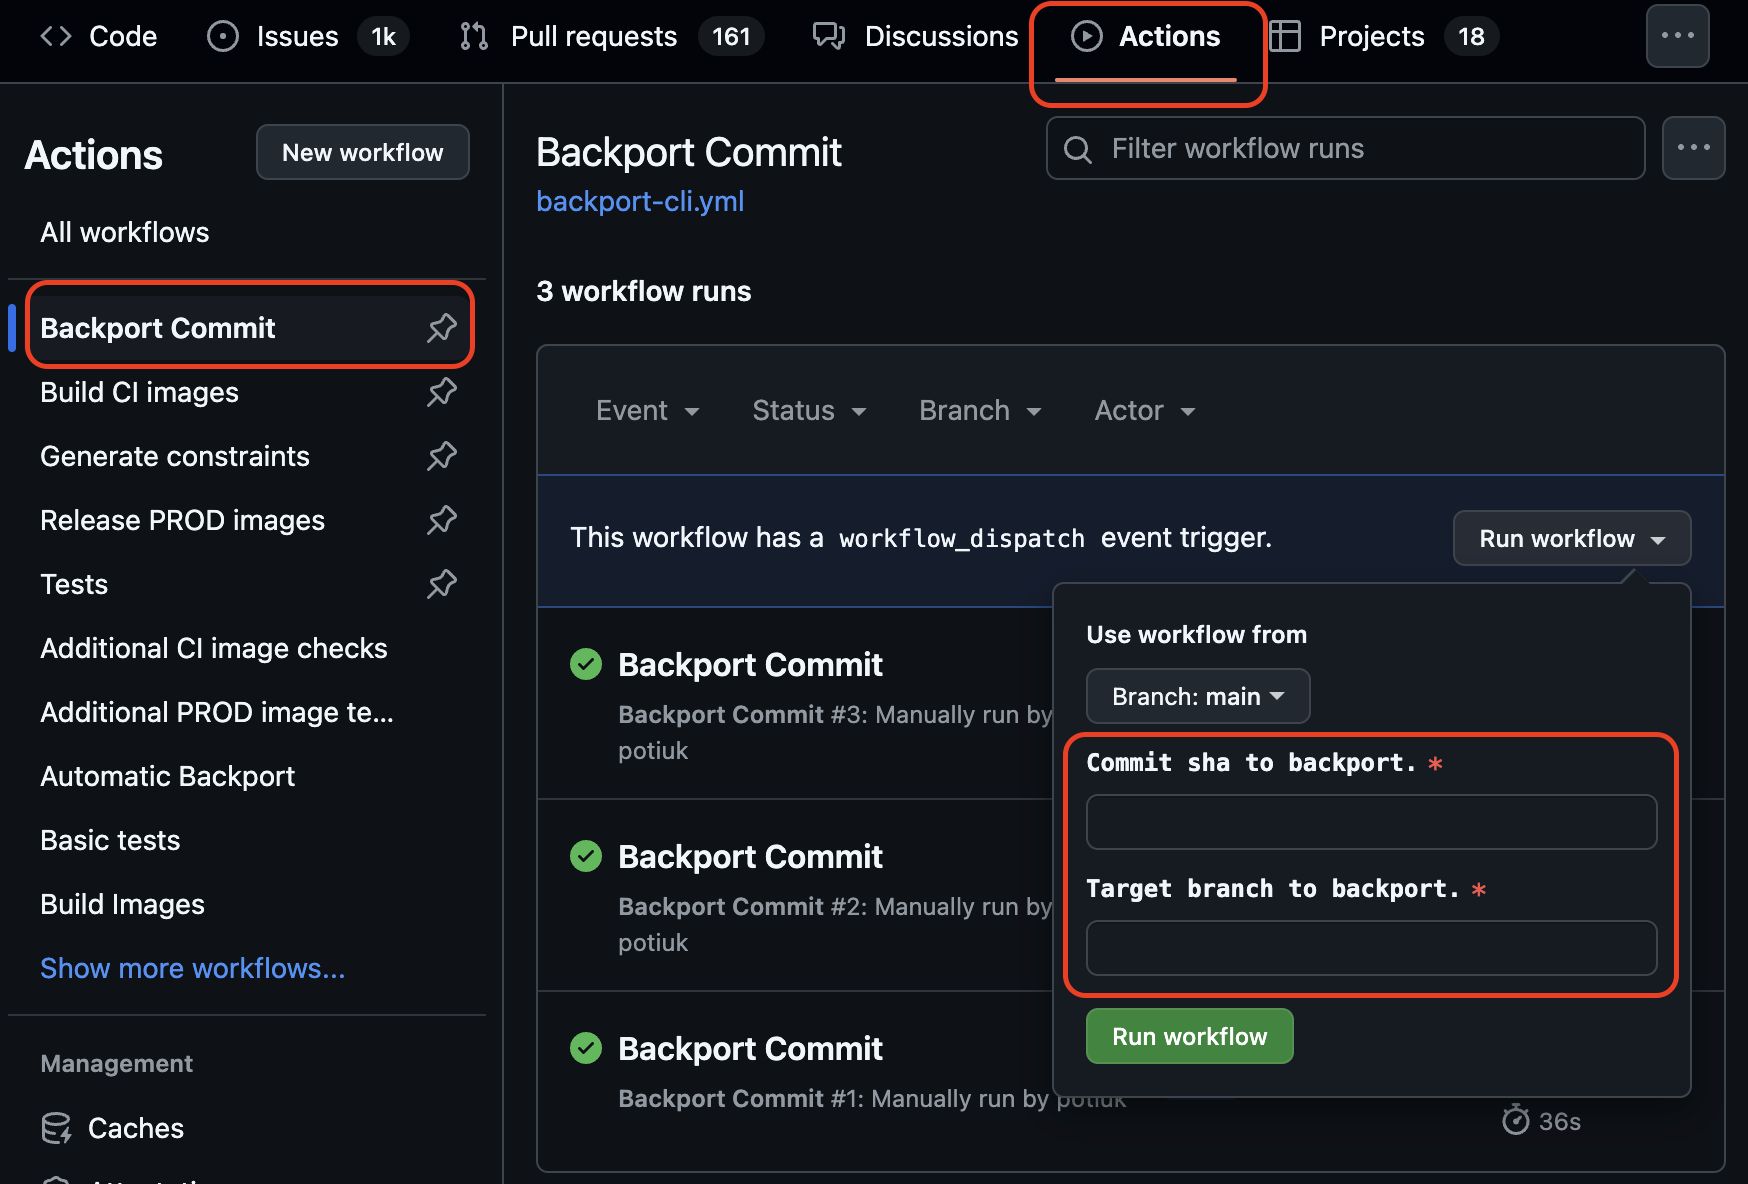 Code Issues 1k Pull requests 161 Discussions Actions Projects 18
Actions
New workflow
All workflows
Backport Commit
Build CI images
Generate constraints
Release PROD images
Tests
Additional CI image checks
Additional PROD image te...
Automatic Backport
Basic tests
Build Images
Show more workflows...
Management
Caches
Backport Commit
Filter workflow runs
backport-cli.yml
3 workflow runs
Event Status Branch Actor
This workflow has a workflow_dispatch event trigger.
Run workflow
Use workflow from
Branch: main
Commit sha to backport. *
Target branch to backport. *
Run workflow
Backport Commit
Backport Commit #3: Manually run by
potiuk
Backport Commit
Backport Commit #2: Manually run by
potiuk
Backport Commit
Backport Commit #1: Manually run by potiuk
36s